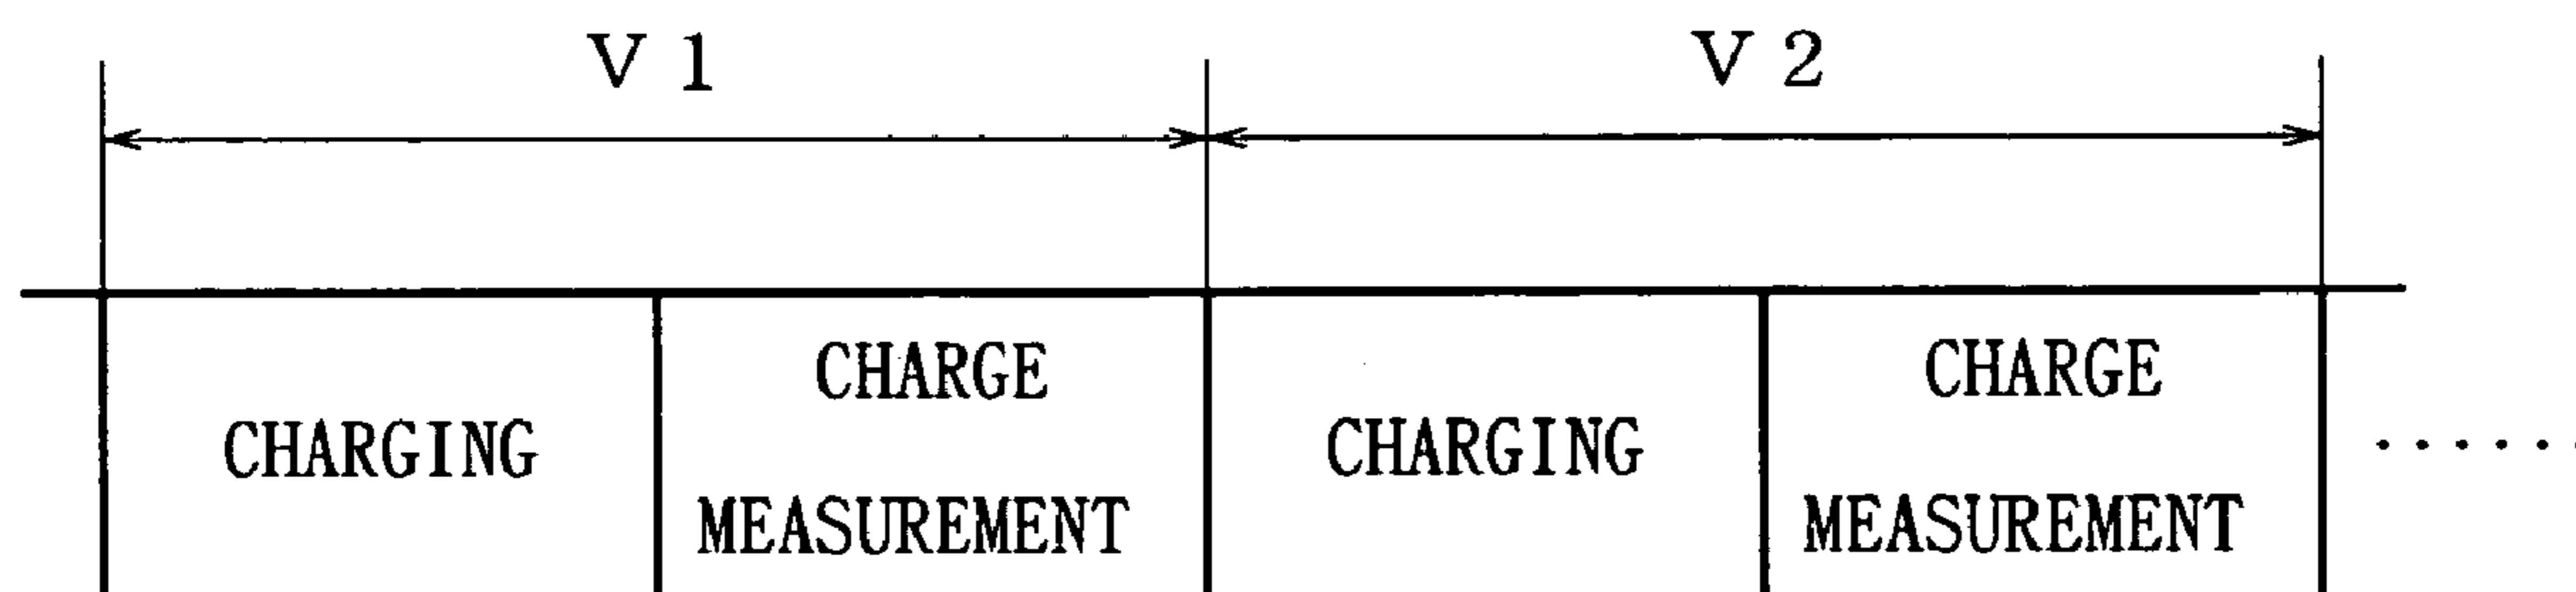 V 1
V 2
CHARGING
CHARGE
MEASUREMENT
CHARGING
CHARGE
MEASUREMENT
......